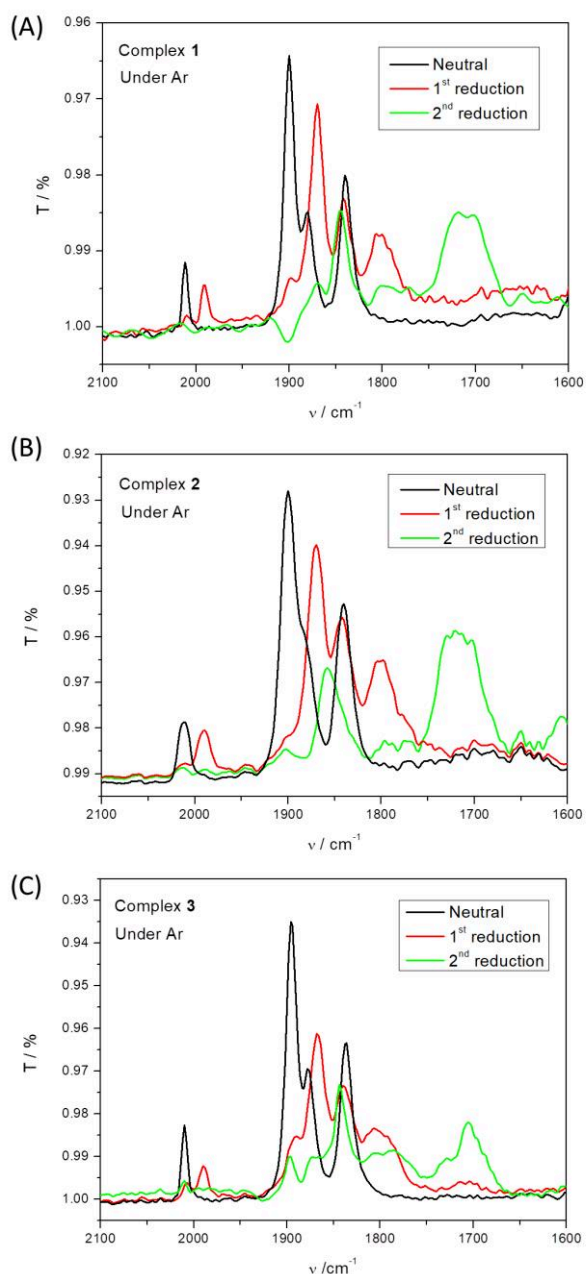 (A)
Complex 1
Under Ar
Neutral
1st reduction
2nd reduction
T / %
0.96
0.97
0.98
0.99
1.00
2100 2000 1900 1800 1700 1600
ν / cm-1
(B)
Complex 2
Under Ar
Neutral
1st reduction
2nd reduction
T / %
0.92
0.93
0.94
0.95
0.96
0.97
0.98
0.99
2100 2000 1900 1800 1700 1600
ν / cm-1
(C)
Complex 3
Under Ar
Neutral
1st reduction
2nd reduction
T / %
0.93
0.94
0.95
0.96
0.97
0.98
0.99
1.00
2100 2000 1900 1800 1700 1600
ν / cm-1